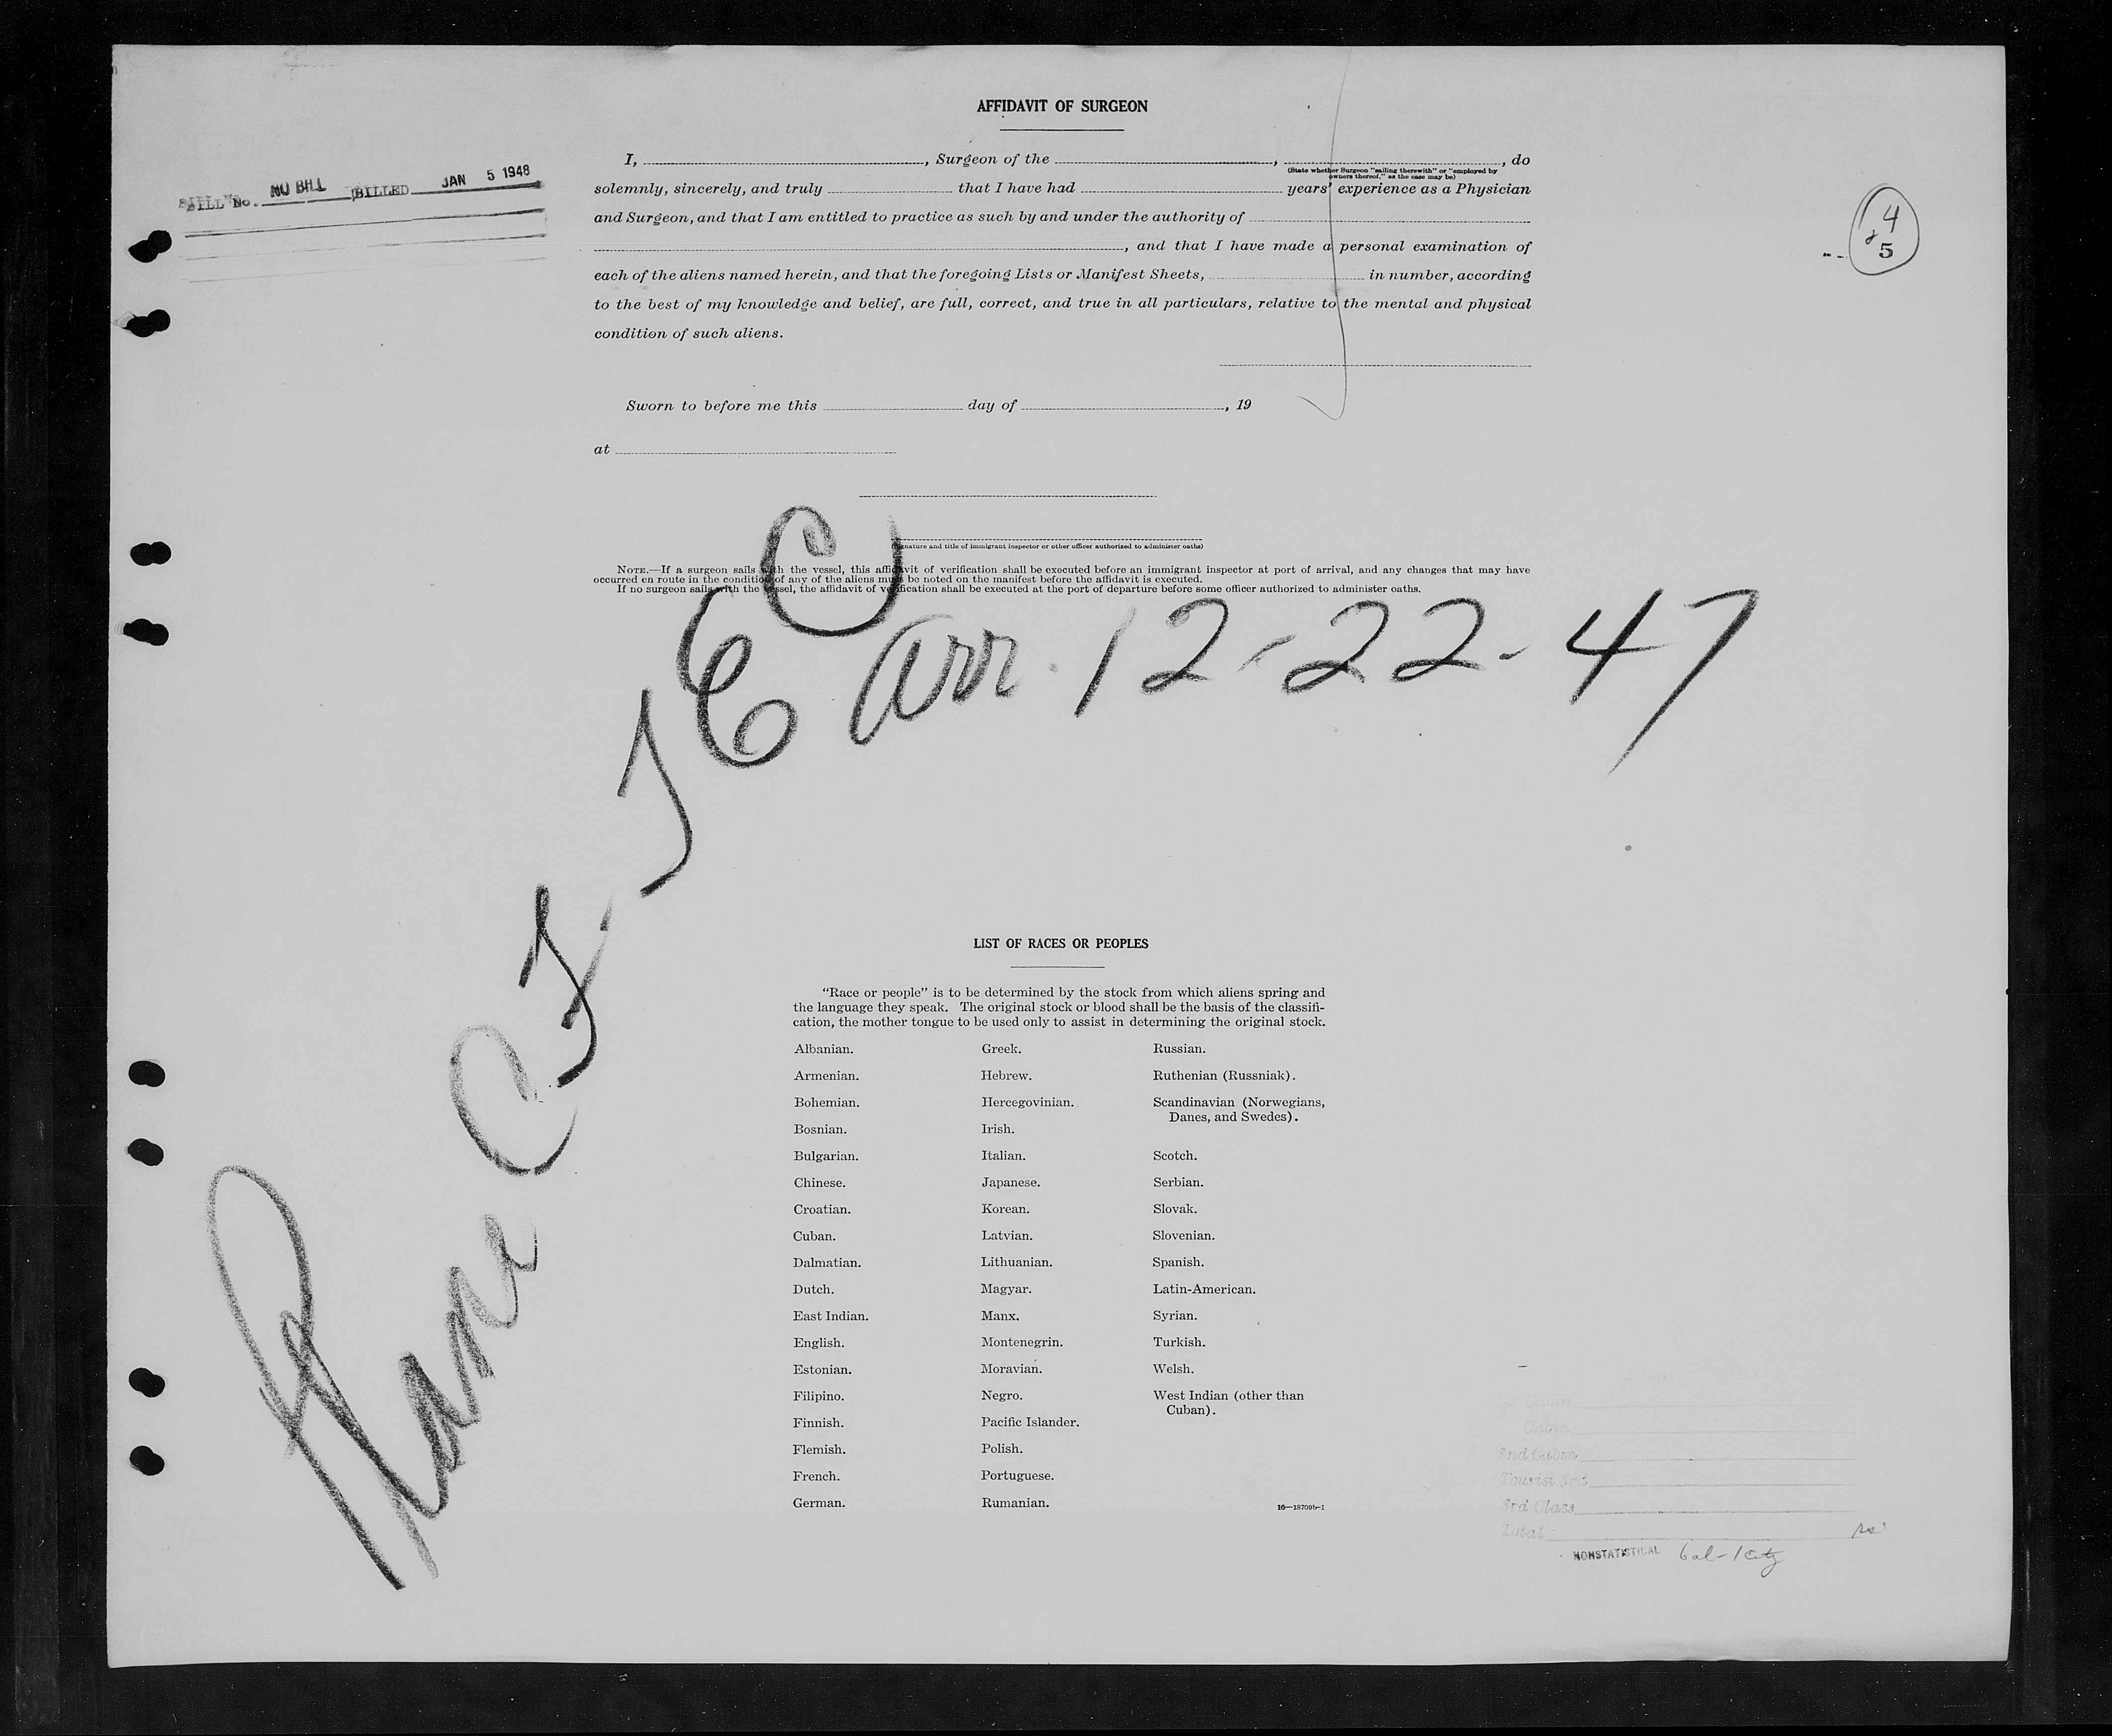 AFFIDAVIT OF SURGEON
I, , Surgeon of the , , do
(State whether Surgeon "sailing therewith" or "employed by
owners thereof," as the case may be)
solemnly, sincerely, and truly that I have had years' experience as a Physician
and Surgeon, and that I am entitled to practice as such by and under the authority of
, and that I have made a personal examination of
each of the aliens named herein, and that the foregoing Lists or Manifest Sheets, in number, according
to the best of my knowledge and belief, are full, correct, and true in all particulars, relative to the mental and physical
condition of such aliens.
Sworn to before me this day of , 19
at
(Signature and title of immigrant inspector or other officer authorized to administer oaths)
NOTE.—If a surgeon sails with the vessel, this affidavit of verification shall be executed before an immigrant inspector at port of arrival, and any changes that may have
occurred en route in the condition of any of the aliens must be noted on the manifest before the affidavit is executed.
If no surgeon sails with the vessel, the affidavit of verification shall be executed at the port of departure before some officer authorized to administer oaths.
BILL No. NO BILL BILLED JAN 5 1948
4
5
Plane CF-
arr. 12-22-47
LIST OF RACES OR PEOPLES
"Race or people" is to be determined by the stock from which aliens spring and
the language they speak. The original stock or blood shall be the basis of the classifi-
cation, the mother tongue to be used only to assist in determining the original stock.
Albanian.
Armenian.
Bohemian.
Bosnian.
Bulgarian.
Chinese.
Croatian.
Cuban.
Dalmatian.
Dutch.
East Indian.
English.
Estonian.
Filipino.
Finnish.
Flemish.
French.
German.
Greek.
Hebrew.
Hercegovinian.
Irish.
Italian.
Japanese.
Korean.
Latvian.
Lithuanian.
Magyar.
Manx.
Montenegrin.
Moravian.
Negro.
Pacific Islander.
Polish.
Portuguese.
Rumanian.
Russian.
Ruthenian (Russniak).
Scandinavian (Norwegians,
Danes, and Swedes).
Scotch.
Serbian.
Slovak.
Slovenian.
Spanish.
Latin-American.
Syrian.
Turkish.
Welsh.
West Indian (other than
Cuban).
16—18709b-1
Cabin
2nd Cabin
Tourist 3rd
3rd Class
Total
NONSTATISTICAL 6 al-1 Cty